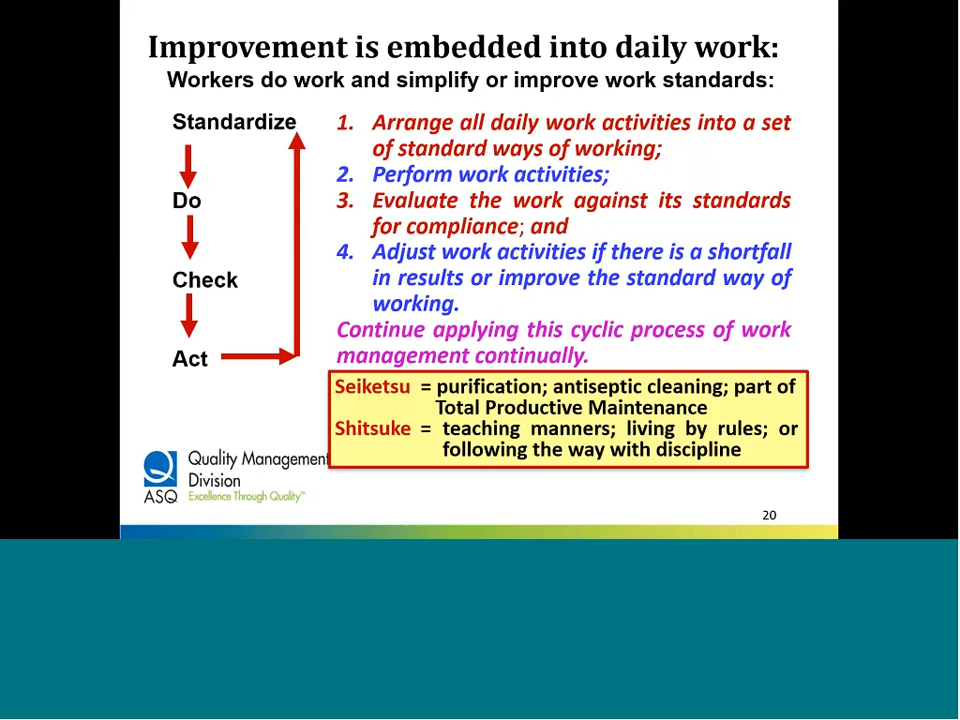 Improvement is embedded into daily work:
Workers do work and simplify or improve work standards:
Standardize
Do
Check
Act
1. Arrange all daily work activities into a set
of standard ways of working;
2. Perform work activities;
3. Evaluate the work against its standards
for compliance; and
4. Adjust work activities if there is a shortfall
in results or improve the standard way of
working.
Continue applying this cyclic process of work
management continually.
Seiketsu = purification; antiseptic cleaning; part of
Total Productive Maintenance
Shitsuke = teaching manners; living by rules; or
following the way with discipline
Quality Management
Division
ASQ Excellence Through Quality™
20